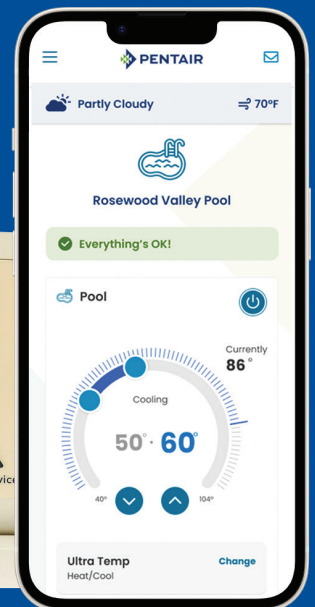 PENTAIR
Partly Cloudy 70°F
Rosewood Valley Pool
Everything's OK!
Pool
Currently
86°
Cooling
50° · 60°
40° 104°
Ultra Temp Change
Heat/Cool